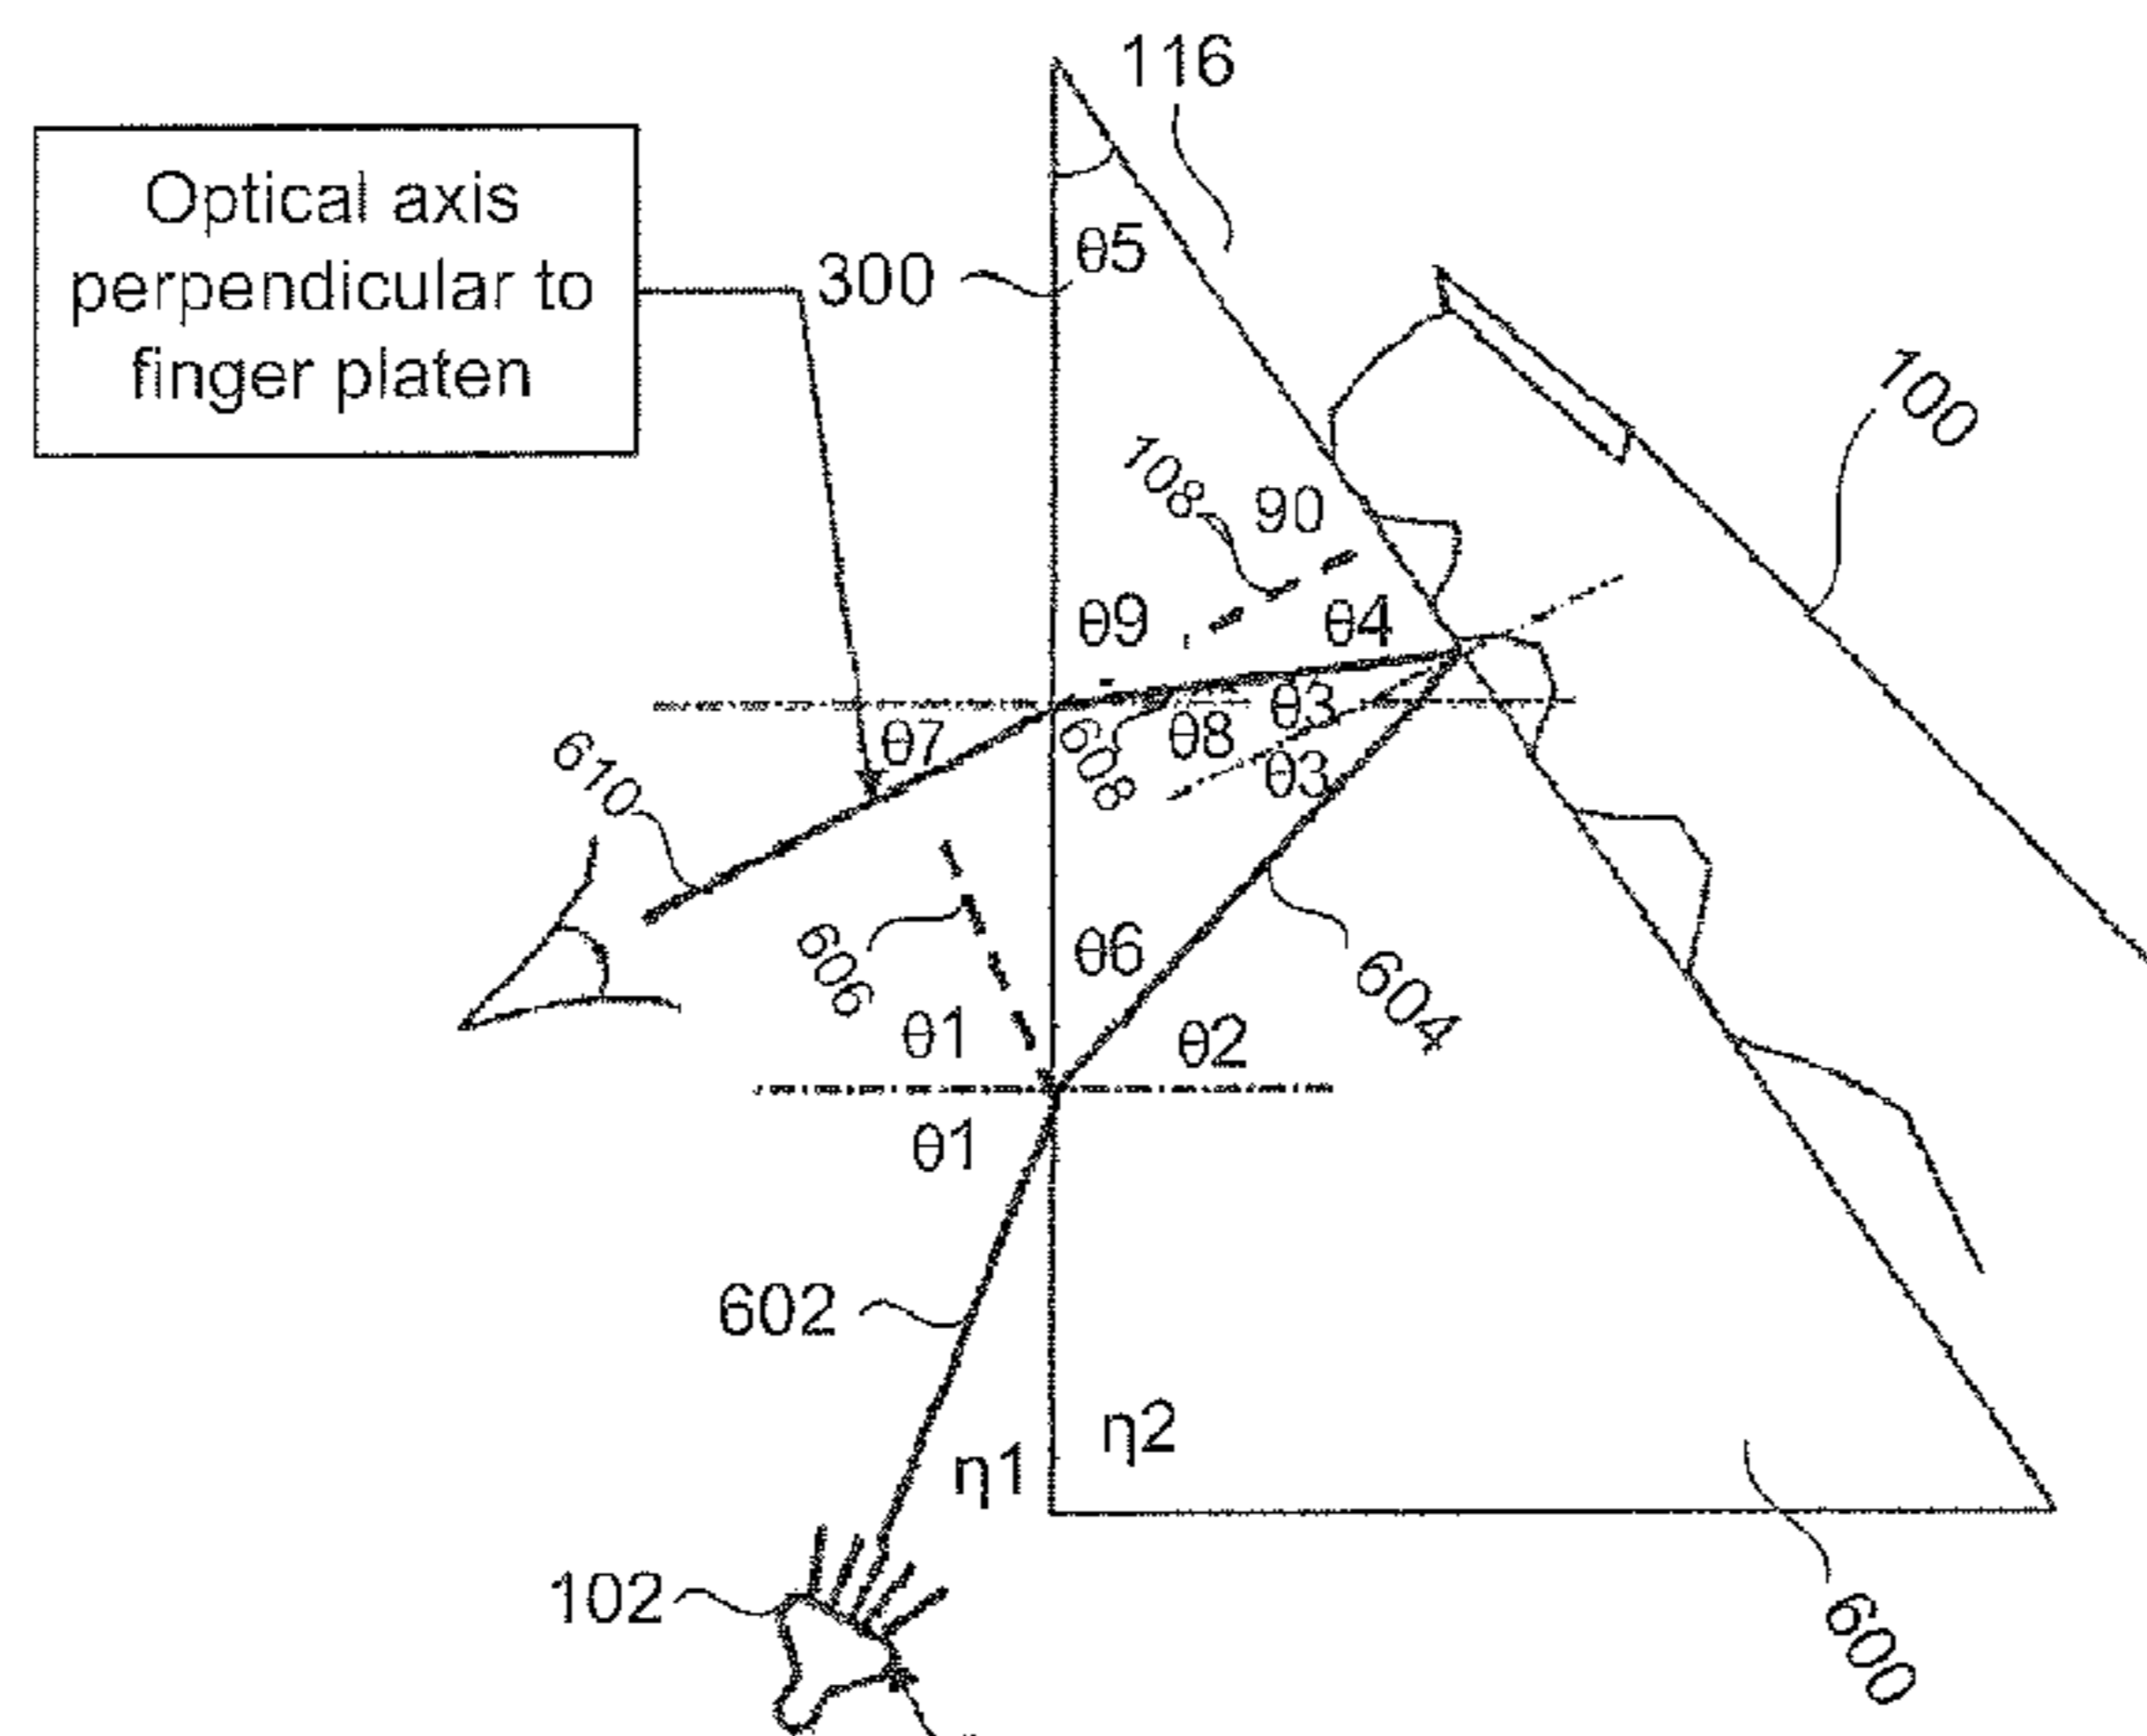 116
Optical axis
perpendicular to
finger platen
300
θ5
100
108
90
θ9
θ4
θ3
θ7
608
θ8
θ3
610
606
θ6
604
θ1
θ2
θ1
602
η1
η2
102
600